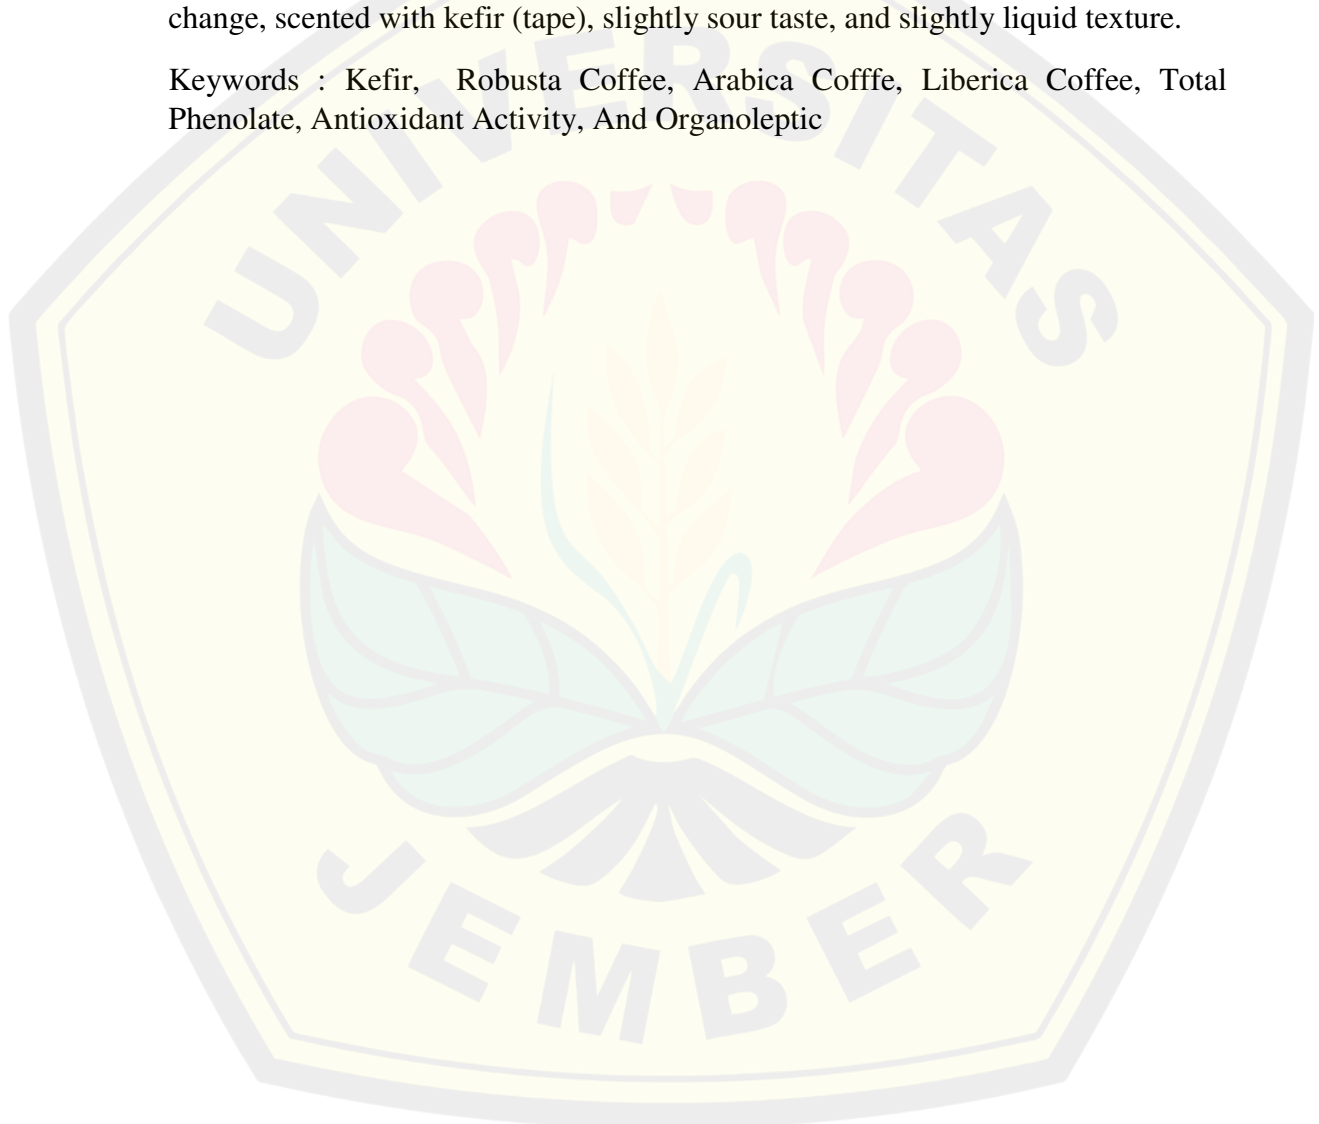 change, scented with kefir (tape), slightly sour taste, and slightly liquid texture.
Keywords : Kefir, Robusta Coffee, Arabica Cofffe, Liberica Coffee, Total
Phenolate, Antioxidant Activity, And Organoleptic
UNIVERSITAS
JEMBER